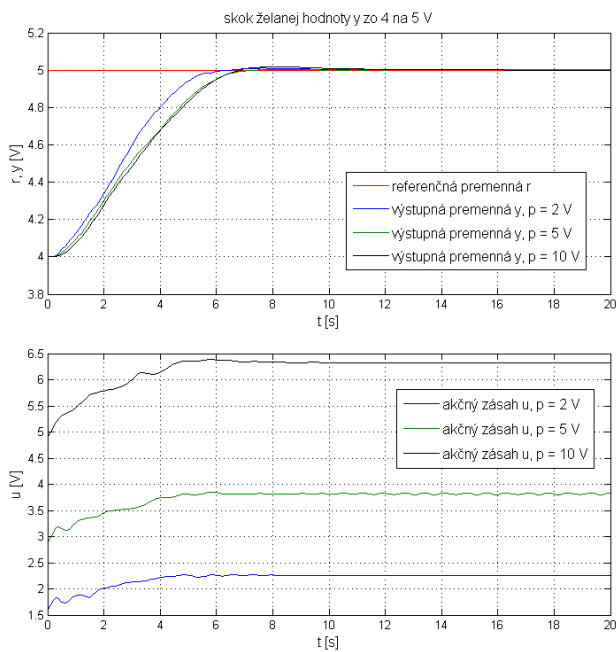 skok želanej hodnoty y zo 4 na 5 V
5.2
5
4.8
4.6
4.4
4.2
4
3.8
r, y [V]
referenčná premenná r
výstupná premenná y, p = 2 V
výstupná premenná y, p = 5 V
výstupná premenná y, p = 10 V
0 2 4 6 8 10 12 14 16 18 20
t [s]
6.5
6
5.5
5
4.5
4
3.5
3
2.5
2
1.5
u [V]
akčný zásah u, p = 2 V
akčný zásah u, p = 5 V
akčný zásah u, p = 10 V
0 2 4 6 8 10 12 14 16 18 20
t [s]